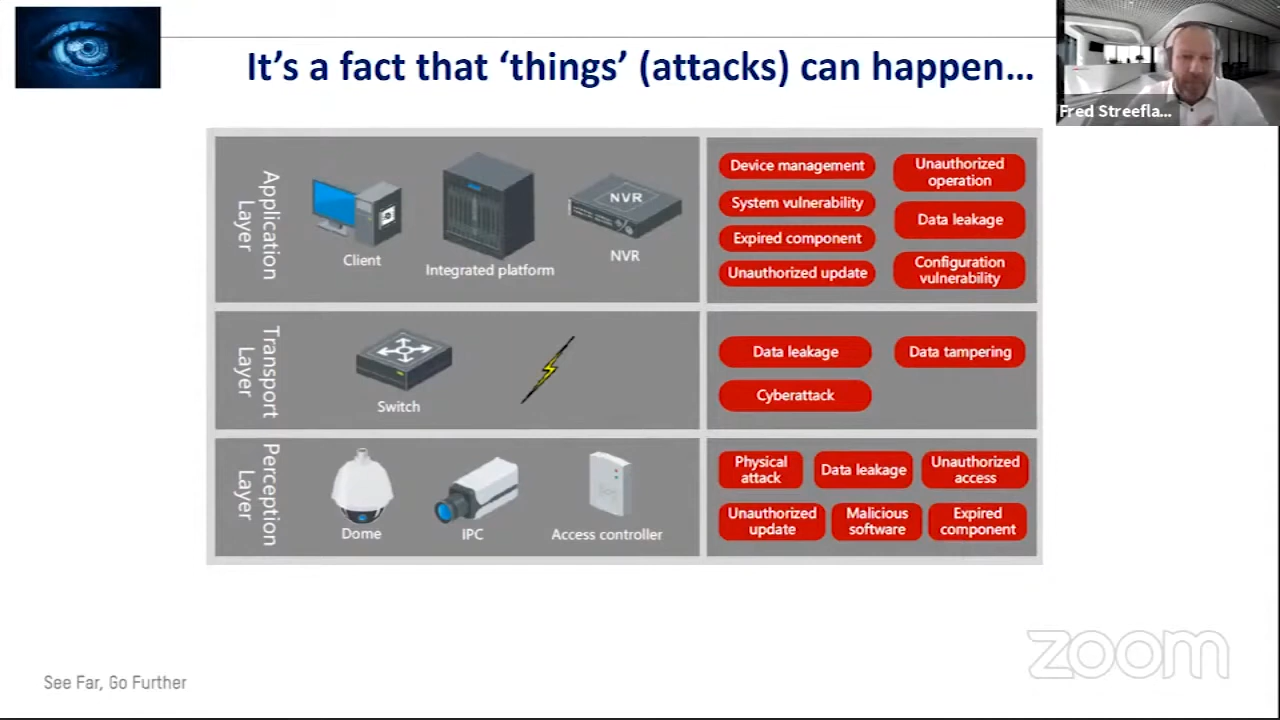 It's a fact that ‘things’ (attacks) can happen...
Fred Streefla...
Application
Layer
Client
Integrated platform
NVR
NVR
Device management
System vulnerability
Expired component
Unauthorized update
Unauthorized
operation
Data leakage
Configuration
vulnerability
Transport
Layer
Switch
Data leakage
Data tampering
Cyberattack
Perception
Layer
Dome
IPC
Access controller
Physical
attack
Data leakage
Unauthorized
access
Unauthorized
update
Malicious
software
Expired
component
See Far, Go Further
zoom